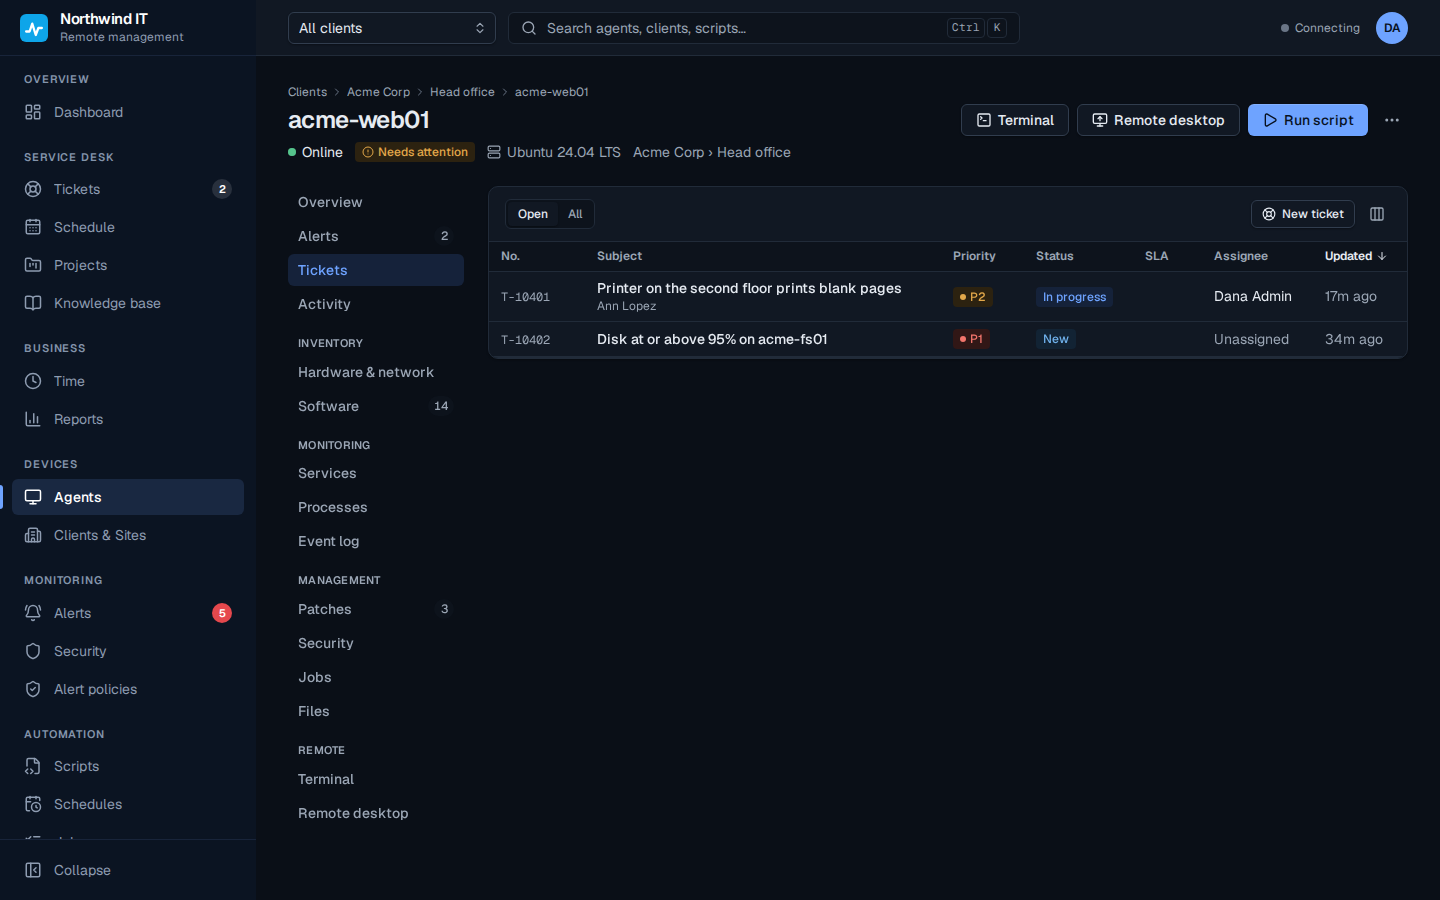 Northwind IT
Remote management
All clients
Search agents, clients, scripts...
Ctrl K
Connecting
DA
OVERVIEW
Dashboard
SERVICE DESK
Tickets 2
Schedule
Projects
Knowledge base
BUSINESS
Time
Reports
DEVICES
Agents
Clients & Sites
MONITORING
Alerts 5
Security
Alert policies
AUTOMATION
Scripts
Schedules
Collapse
Clients > Acme Corp > Head office > acme-web01
acme-web01
Terminal
Remote desktop
Run script
Online
Needs attention
Ubuntu 24.04 LTS
Acme Corp › Head office
Overview
Alerts 2
Tickets
Activity
INVENTORY
Hardware & network
Software 14
MONITORING
Services
Processes
Event log
MANAGEMENT
Patches 3
Security
Jobs
Files
REMOTE
Terminal
Remote desktop
Open All
New ticket
No. Subject Priority Status SLA Assignee Updated
T-10401 Printer on the second floor prints blank pages P2 In progress Dana Admin 17m ago
Ann Lopez
T-10402 Disk at or above 95% on acme-fs01 P1 New Unassigned 34m ago